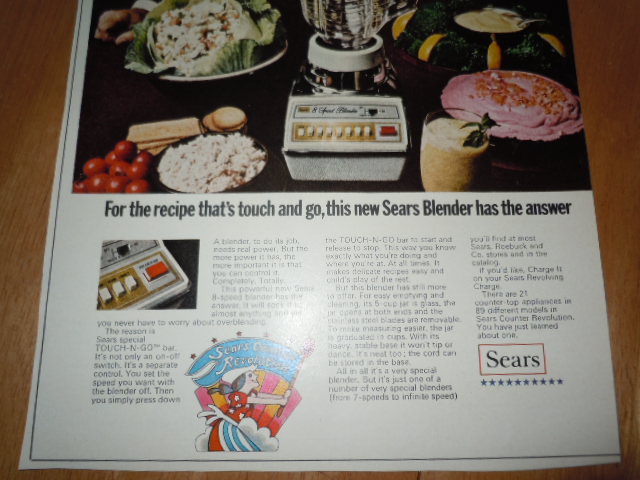 8 Speed Blender
For the recipe that's touch and go, this new Sears Blender has the answer
A blender, to do its job,
needs real power. But the
more power it has, the
more important it is that
you can control it.
Completely. Totally.
This powerful new Sears
8-speed blender has the
answer. It will
almost anything
you never have to worry about overblending.
The reason is
Sears special
TOUCH-N-GO™ bar.
It's not only an on-off
switch. It's a separate
control. You set the
speed you want with
the blender off. Then
you simply press down
Sears Counter
Revolution
the TOUCH-N-GO bar to start and
release to stop. This way you know
exactly what you're doing and
where you're at. At all times. It
makes delicate recipes easy and
child's play of the rest.
But this blender has still more
to offer. For easy emptying and
cleaning, its 5-cup jar is glass, the
jar opens at both ends and the
stainless steel blades are removable.
To make measuring easier, the jar
is graduated in cups. With its
heavy, stable base it won't tip or
dance. It's neat too; the cord can
be stored in the base.
All in all it's a very special
blender. But it's just one of a
number of very special blenders
(from 7-speeds to infinite speed)
you'll find at most
Sears, Roebuck and
Co. stores and in the
catalog.
If you'd like, Charge It
on your Sears Revolving
Charge.
There are 21
counter-top appliances in
89 different models in
Sears Counter Revolution.
You have just learned
about one.
Sears